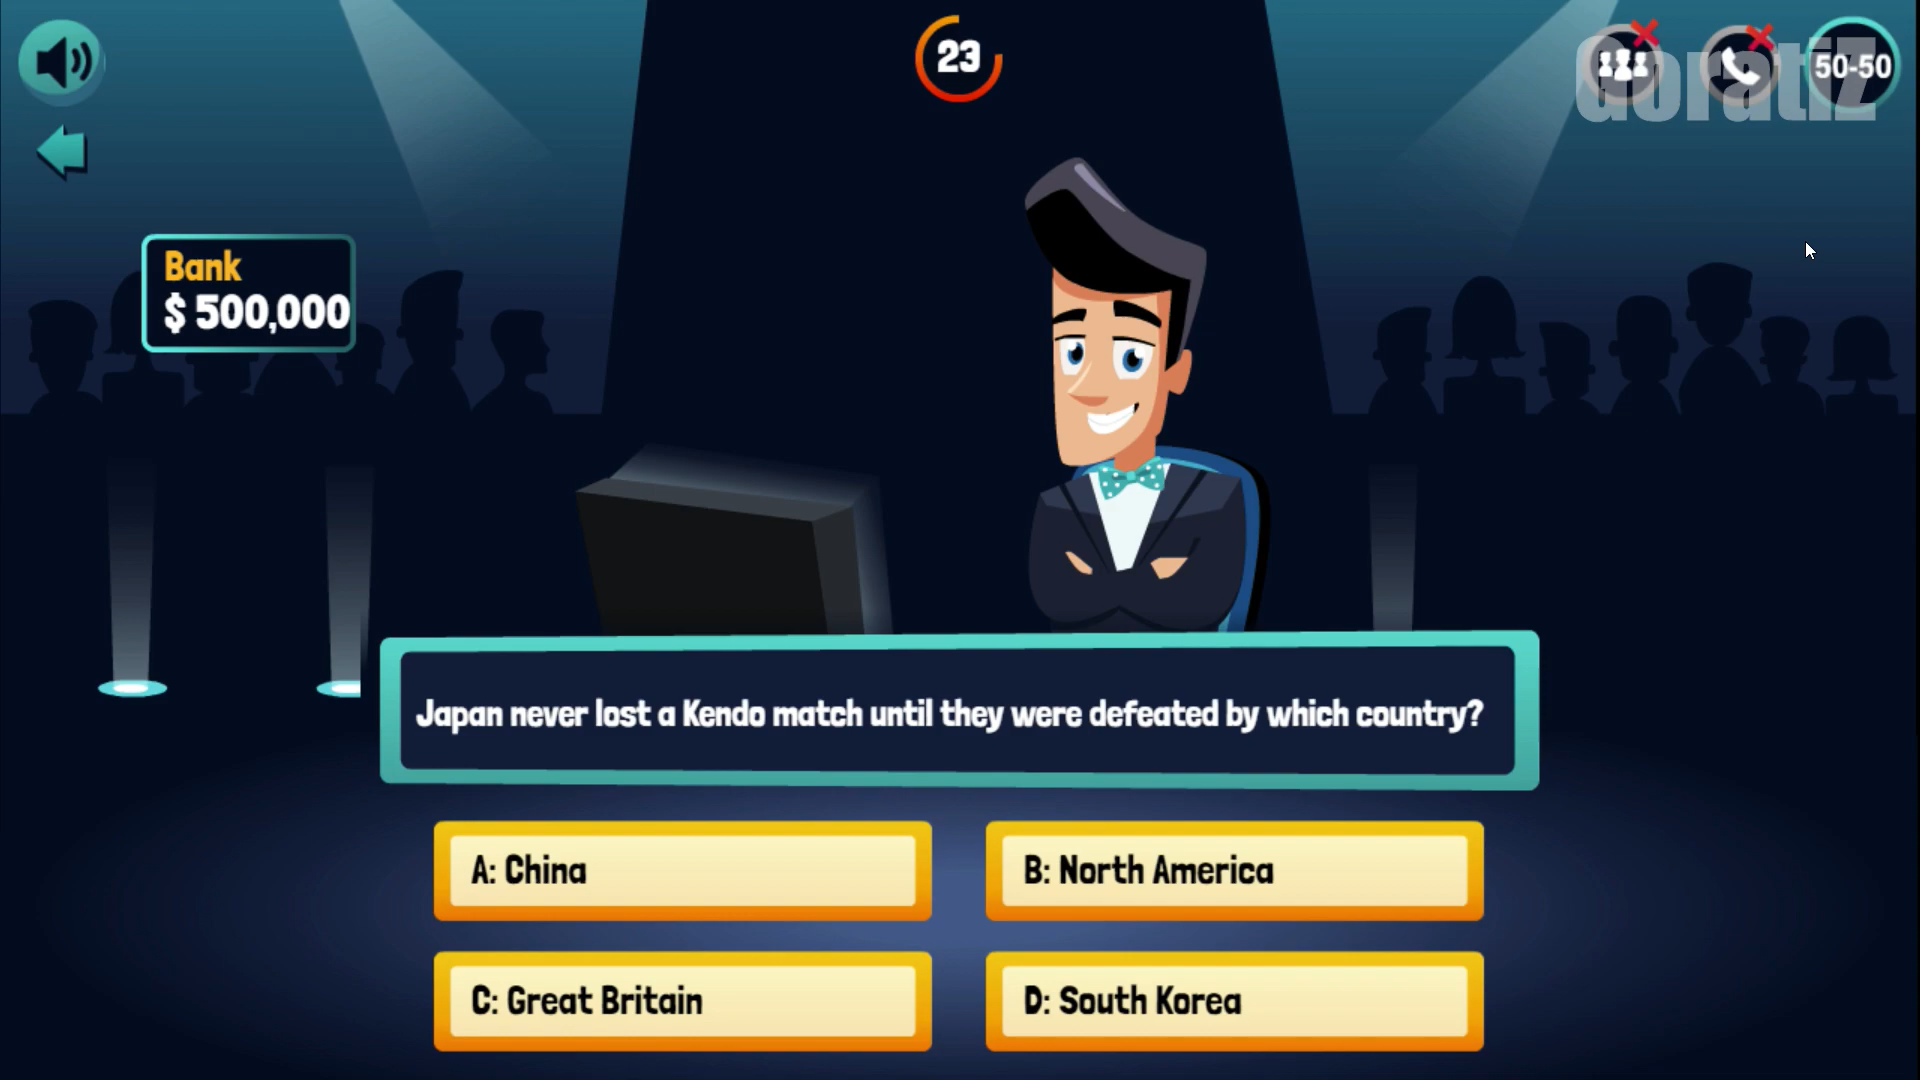 23
GoratiZ
50-50
Bank
$ 500,000
Japan never lost a Kendo match until they were defeated by which country?
A: China
B: North America
C: Great Britain
D: South Korea